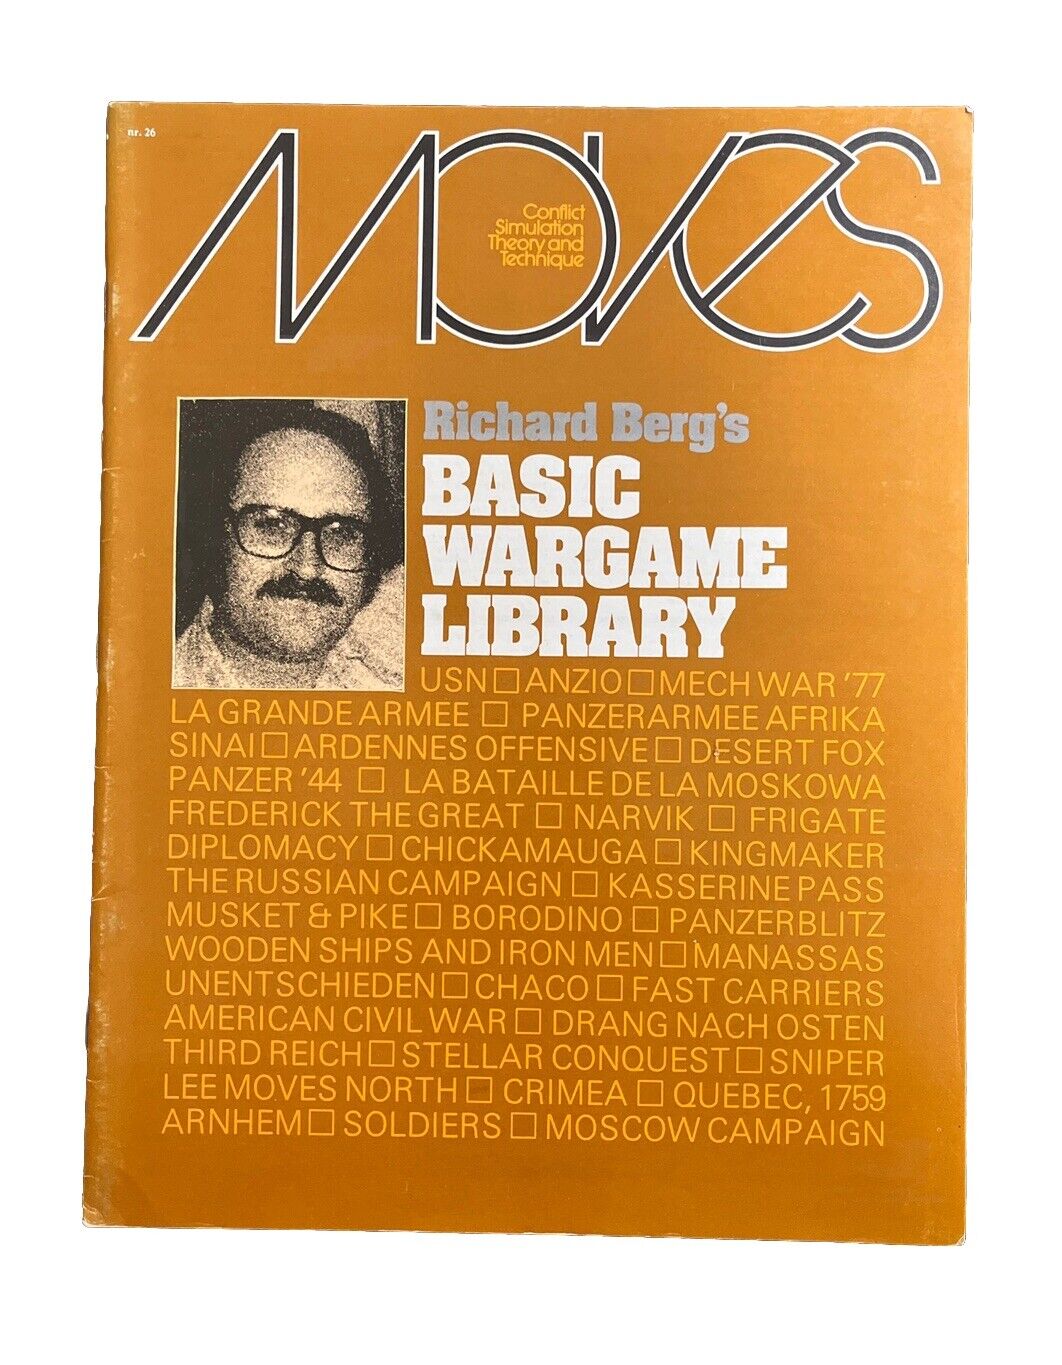 nr. 26
MOVES
Conflict
Simulation
Theory and
Technique
Richard Berg's
BASIC
WARGAME
LIBRARY
USN □ ANZIO □ MECH WAR '77
LA GRANDE ARMÉE □ PANZERARMEE AFRIKA
SINAI □ ARDENNES OFFENSIVE □ DESERT FOX
PANZER '44 □ LA BATAILLE DE LA MOSKOWA
FREDERICK THE GREAT □ NARVIK □ FRIGATE
DIPLOMACY □ CHICKAMAUGA □ KINGMAKER
THE RUSSIAN CAMPAIGN □ KASSERINE PASS
MUSKET & PIKE □ BORODINO □ PANZERBLITZ
WOODEN SHIPS AND IRON MEN □ MANASSAS
UNENTSCHIEDEN □ CHACO □ FAST CARRIERS
AMERICAN CIVIL WAR □ DRANG NACH OSTEN
THIRD REICH □ STELLAR CONQUEST □ SNIPER
LEE MOVES NORTH □ CRIMEA □ QUEBEC, 1759
ARNHEM □ SOLDIERS □ MOSCOW CAMPAIGN